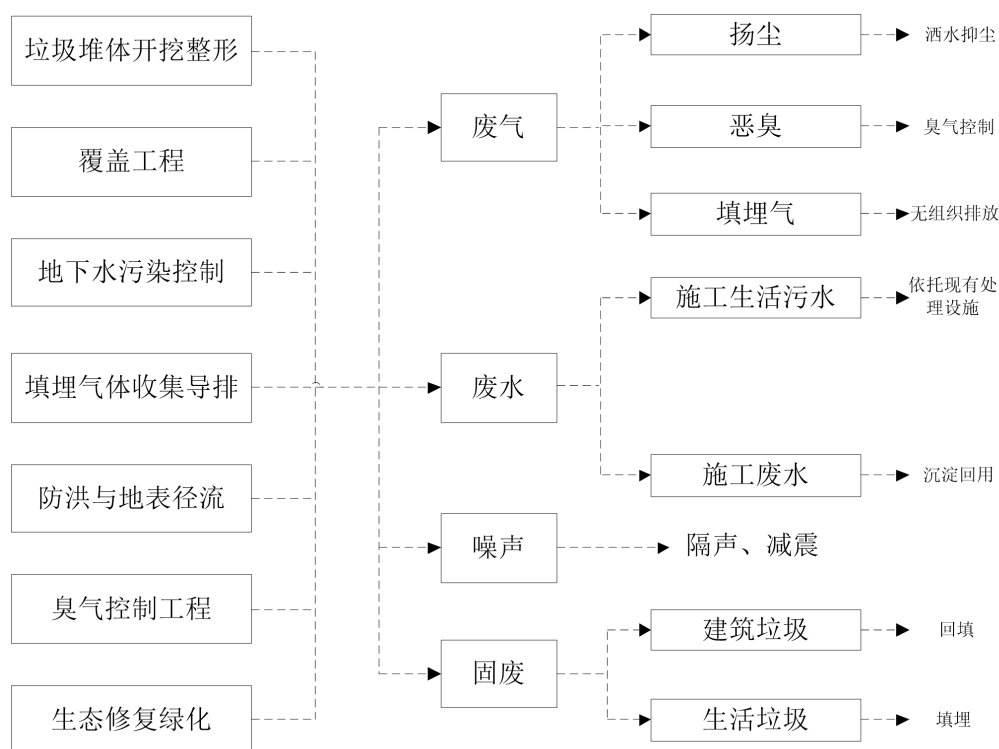 垃圾堆体开挖整形
覆盖工程
地下水污染控制
填埋气体收集导排
防洪与地表径流
臭气控制工程
生态修复绿化
废气
废水
噪声
固废
扬尘
恶臭
填埋气
施工生活污水
施工废水
隔声、减震
建筑垃圾
生活垃圾
洒水抑尘
臭气控制
无组织排放
依托现有处
理设施
沉淀回用
回填
填埋